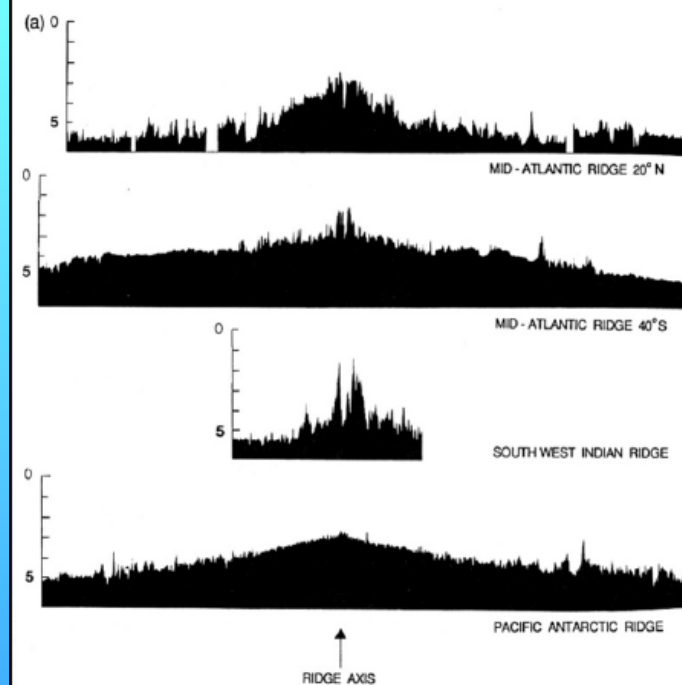 (a) 0
5
MID-ATLANTIC RIDGE 20° N
0
5
MID-ATLANTIC RIDGE 40°S
0
5
SOUTH WEST INDIAN RIDGE
0
5
PACIFIC ANTARCTIC RIDGE
RIDGE AXIS